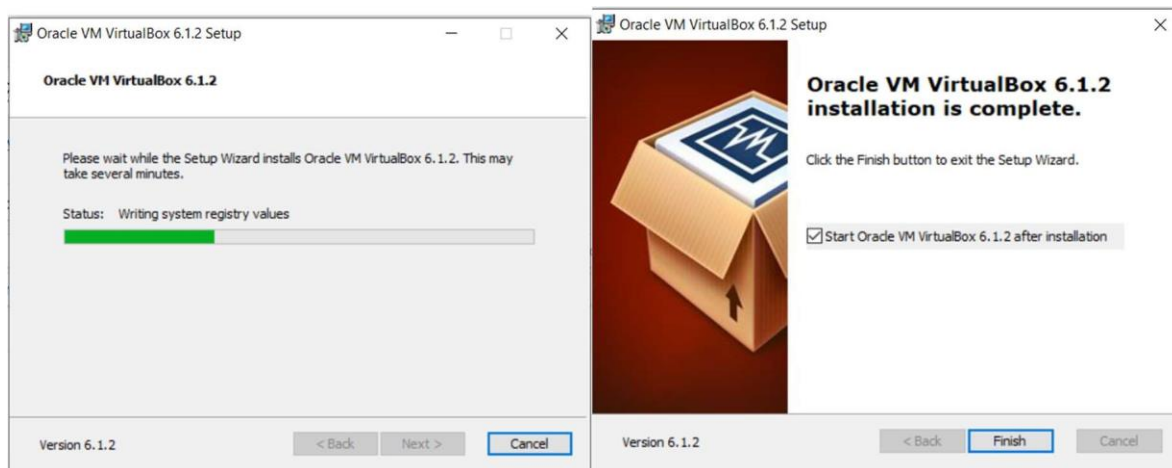 Oracle VM VirtualBox 6.1.2 Setup
Oracle VM VirtualBox 6.1.2
Please wait while the Setup Wizard installs Oracle VM VirtualBox 6.1.2. This may
take several minutes.
Status: Writing system registry values
Version 6.1.2
< Back
Next >
Cancel
Oracle VM VirtualBox 6.1.2 Setup
Oracle VM VirtualBox 6.1.2
installation is complete.
Click the Finish button to exit the Setup Wizard.
Start Oracle VM VirtualBox 6.1.2 after installation
Version 6.1.2
< Back
Finish
Cancel